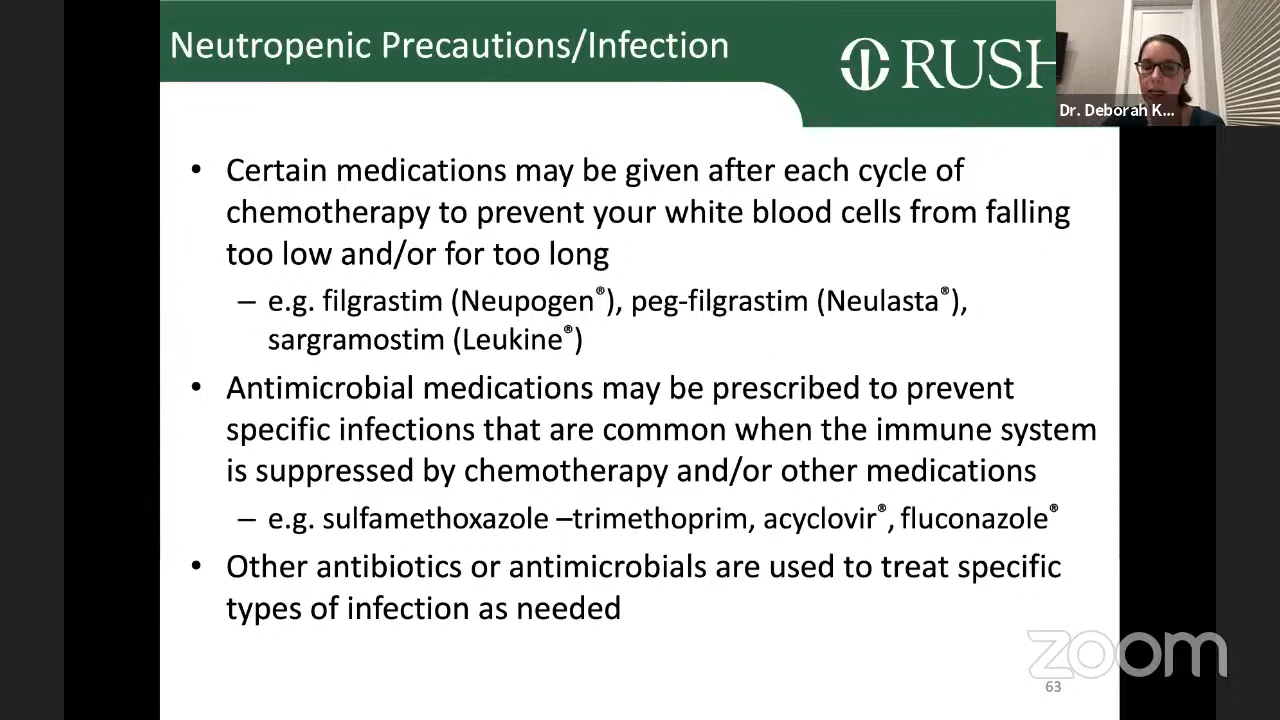 Neutropenic Precautions/Infection
RUSH
Dr. Deborah K...
• Certain medications may be given after each cycle of
chemotherapy to prevent your white blood cells from falling
too low and/or for too long
– e.g. filgrastim (Neupogen®), peg-filgrastim (Neulasta®),
sargramostim (Leukine®)
• Antimicrobial medications may be prescribed to prevent
specific infections that are common when the immune system
is suppressed by chemotherapy and/or other medications
– e.g. sulfamethoxazole –trimethoprim, acyclovir®, fluconazole®
• Other antibiotics or antimicrobials are used to treat specific
types of infection as needed
zoom
63